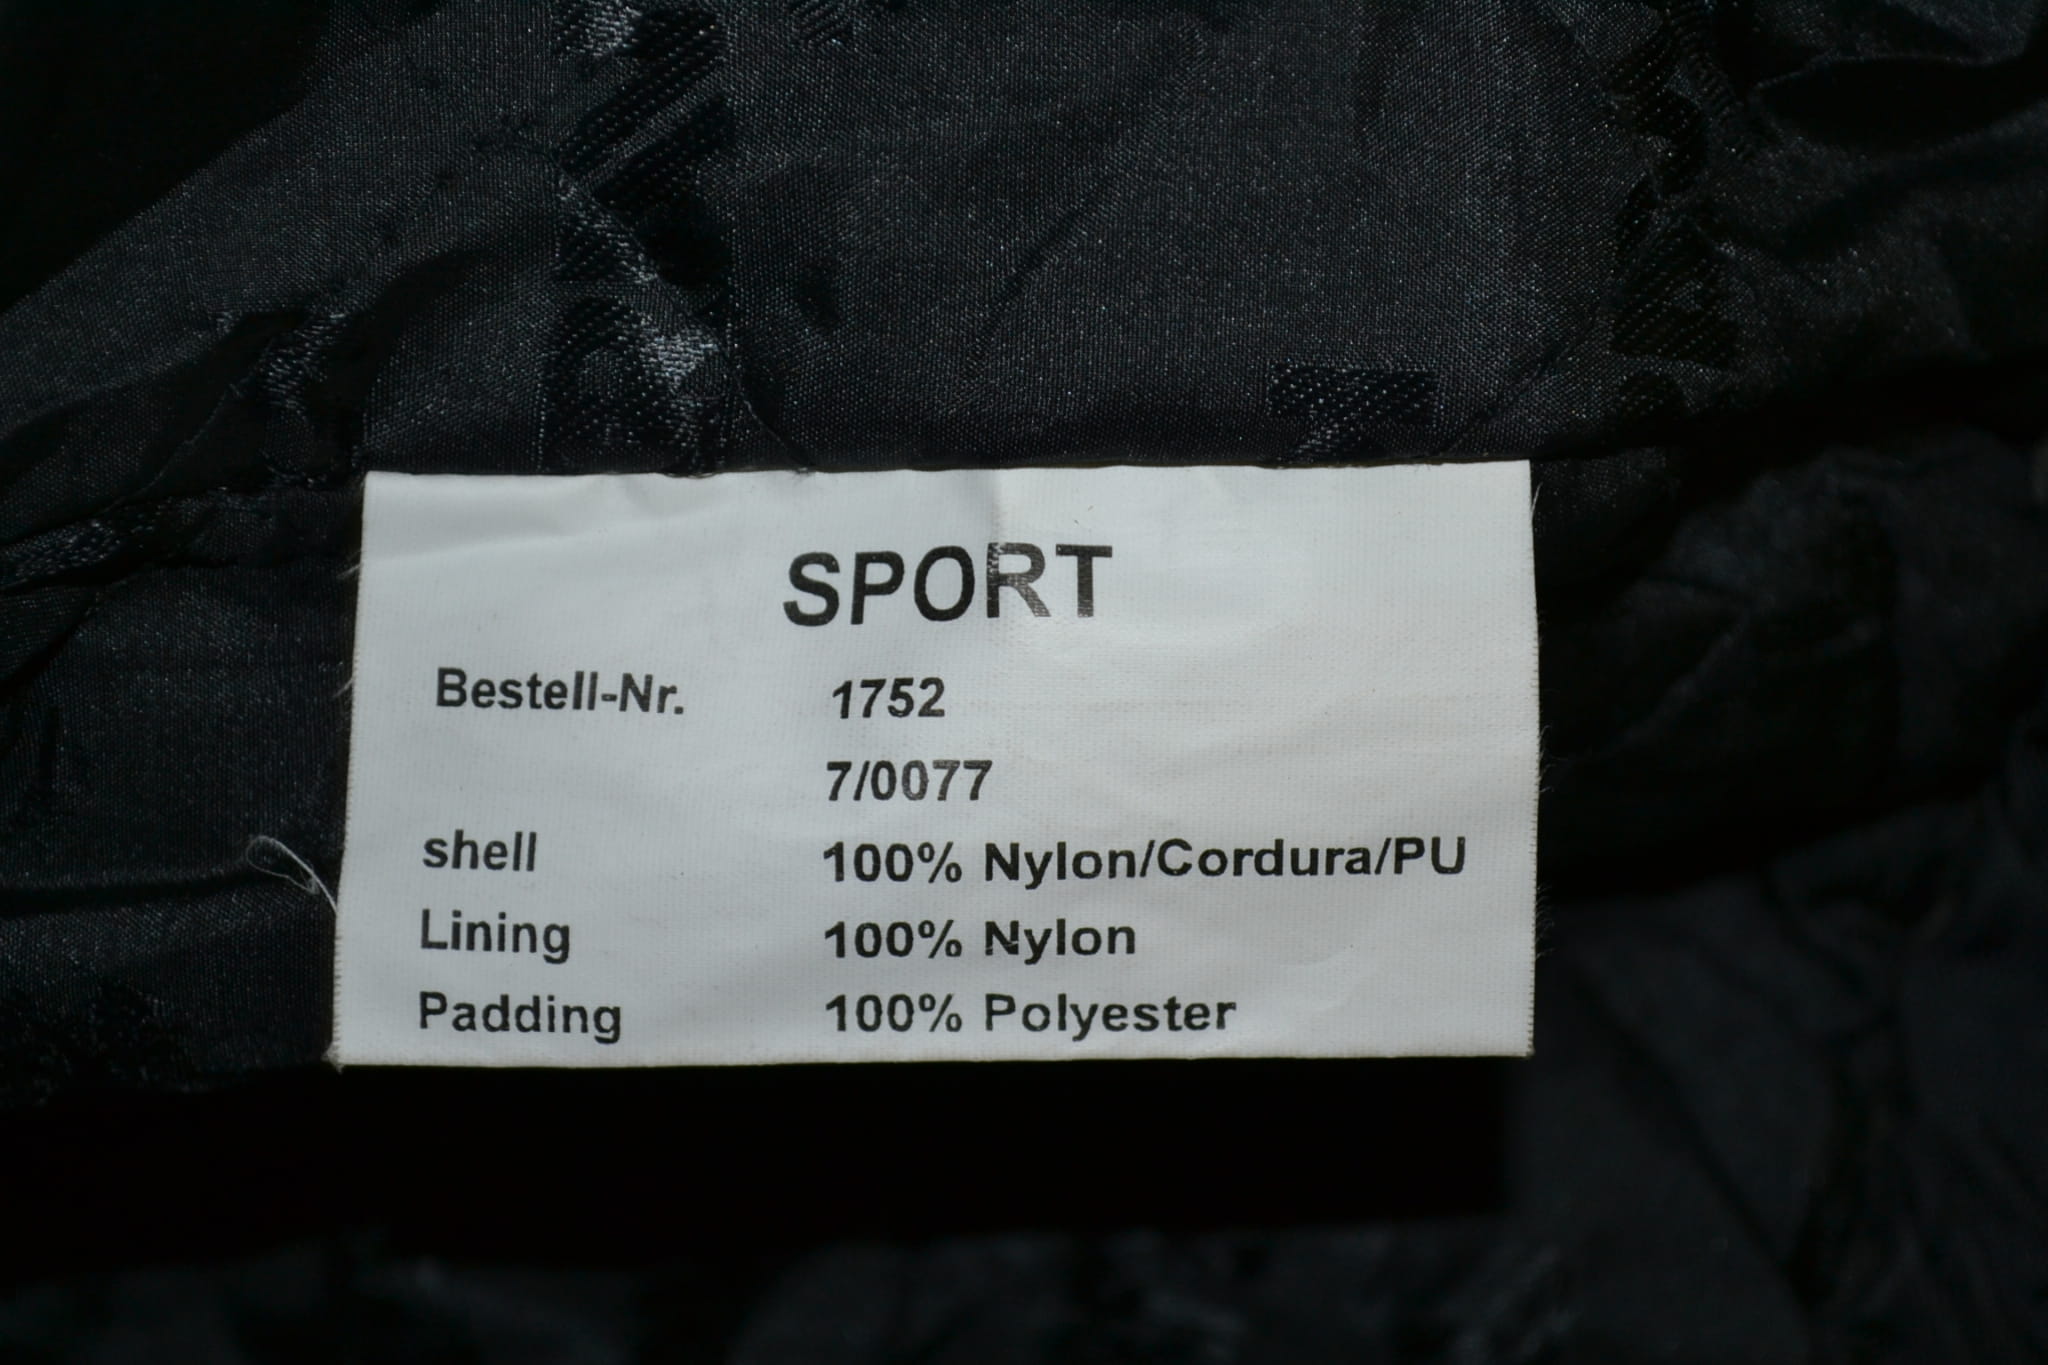 SPORT
Bestell-Nr. 1752
7/0077
shell 100% Nylon/Cordura/PU
Lining 100% Nylon
Padding 100% Polyester